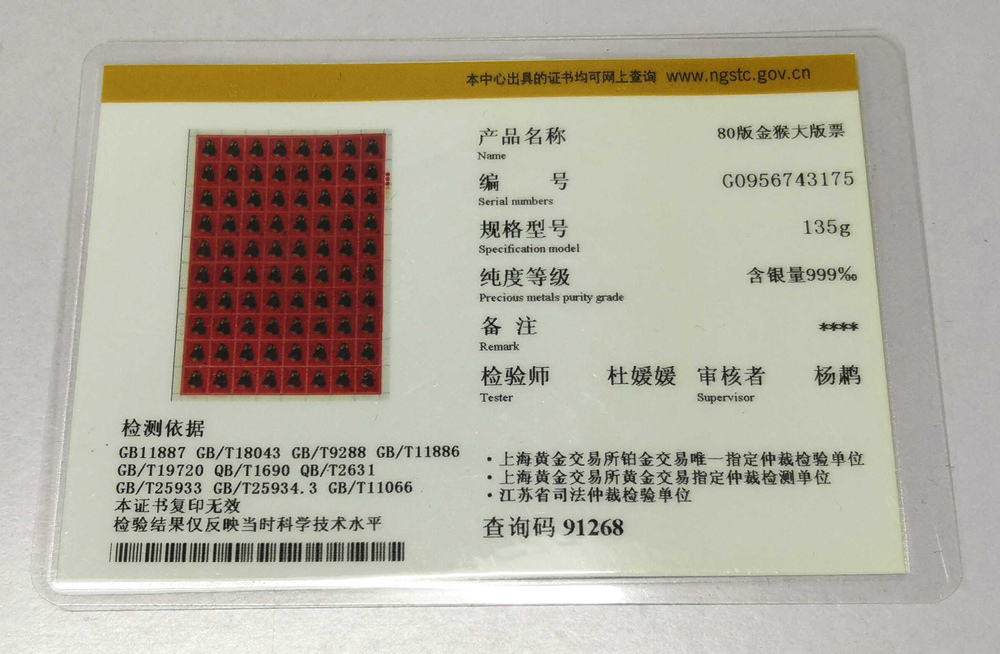 本中心出具的证书均可网上查询 www.ngstc.gov.cn
产品名称 80版金猴大版票
Name
编 号 G0956743175
Serial numbers
规格型号 135g
Specification model
纯度等级 含银量999‰
Precious metals purity grade
备 注 ****
Remark
检验师 杜媛媛 审核者 杨鹣
Tester Supervisor
检测依据
GB11887 GB/T18043 GB/T9288 GB/T11886
GB/T19720 QB/T1690 QB/T2631
GB/T25933 GB/T25934.3 GB/T11066
本证书复印无效
检验结果仅反映当时科学技术水平
·上海黄金交易所铂金交易唯一指定仲裁检验单位
·上海黄金交易所黄金交易指定仲裁检测单位
·江苏省司法仲裁检验单位
查询码 91268